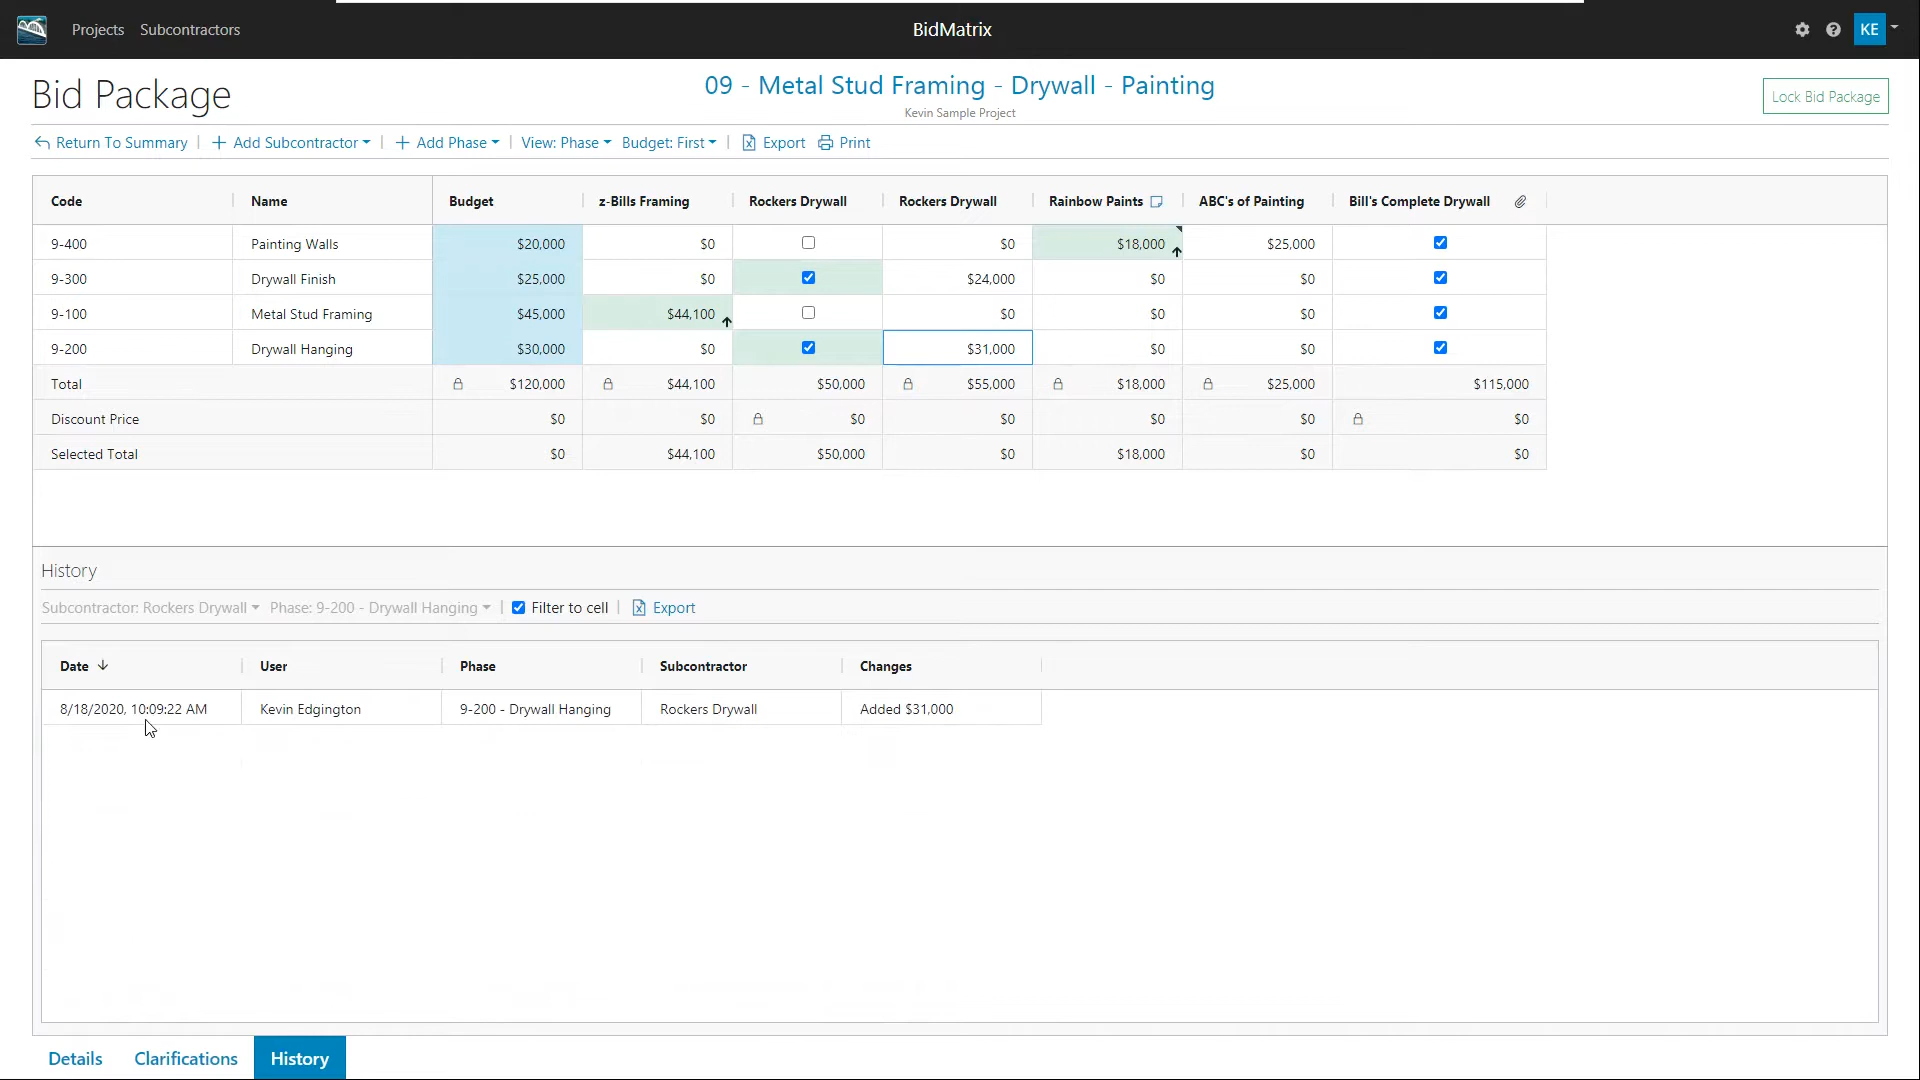 Projects Subcontractors BidMatrix KE
Bid Package
09 - Metal Stud Framing - Drywall - Painting
Kevin Sample Project
Lock Bid Package
Return To Summary | + Add Subcontractor | + Add Phase | View: Phase Budget: First | Export Print
Code Name Budget z-Bills Framing Rockers Drywall Rockers Drywall Rainbow Paints ABC's of Painting Bill's Complete Drywall
9-400 Painting Walls $20,000 $0 $0 $18,000 $25,000
9-300 Drywall Finish $25,000 $0 $24,000 $0 $0
9-100 Metal Stud Framing $45,000 $44,100 $0 $0 $0
9-200 Drywall Hanging $30,000 $0 $31,000 $0 $0
Total $120,000 $44,100 $50,000 $55,000 $18,000 $25,000 $115,000
Discount Price $0 $0 $0 $0 $0 $0 $0
Selected Total $0 $44,100 $50,000 $0 $18,000 $0 $0
History
Subcontractor: Rockers Drywall Phase: 9-200 - Drywall Hanging | Filter to cell | Export
Date User Phase Subcontractor Changes
8/18/2020, 10:09:22 AM Kevin Edgington 9-200 - Drywall Hanging Rockers Drywall Added $31,000
Details Clarifications History